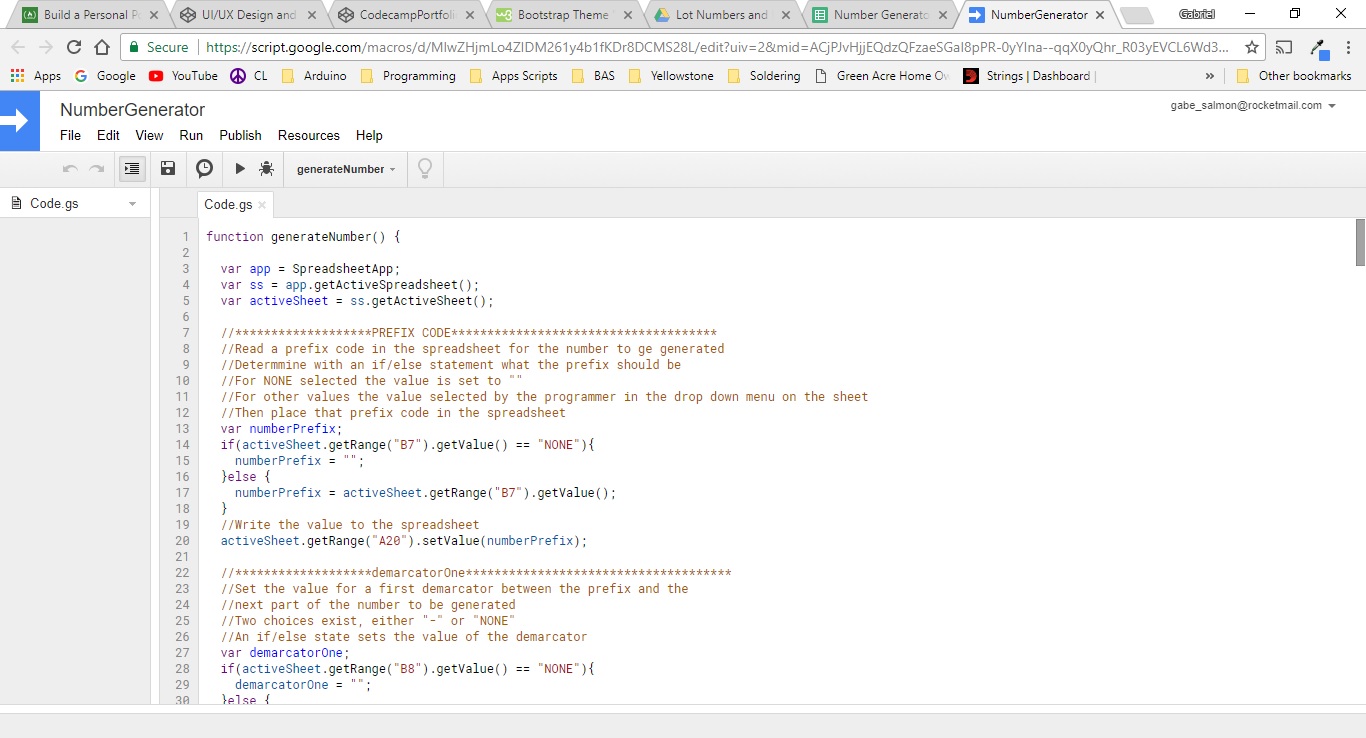 Build a Personal P
UI/UX Design and
CodecampPortfoli
Bootstrap Theme
Lot Numbers and
Number Generato
NumberGenerator
Gabriel
Secure
https://script.google.com/macros/d/MIwZHjmLo4ZIDM261y4b1fKDr8DCMS28L/edit?uiv=2&mid=ACjPJvHjjEQdzQFzaeSGal8pPR-0yYIna--qqX0yQhr_R03yEVCL6Wd3...
Apps Google YouTube CL Arduino Programming Apps Scripts BAS Yellowstone Soldering Green Acre Home Ow Strings | Dashboard | » Other bookmarks
NumberGenerator
gabe_salmon@rocketmail.com
File Edit View Run Publish Resources Help
generateNumber
Code.gs
Code.gs
1 function generateNumber() {
2
3 var app = SpreadsheetApp;
4 var ss = app.getActiveSpreadsheet();
5 var activeSheet = ss.getActiveSheet();
6
7 //*******************PREFIX CODE*************************************
8 //Read a prefix code in the spreadsheet for the number to ge generated
9 //Determmine with an if/else statement what the prefix should be
10 //For NONE selected the value is set to ""
11 //For other values the value selected by the programmer in the drop down menu on the sheet
12 //Then place that prefix code in the spreadsheet
13 var numberPrefix;
14 if(activeSheet.getRange("B7").getValue() == "NONE"){
15 numberPrefix = "";
16 }else {
17 numberPrefix = activeSheet.getRange("B7").getValue();
18 }
19 //Write the value to the spreadsheet
20 activeSheet.getRange("A20").setValue(numberPrefix);
21
22 //*******************demarcatorOne*************************************
23 //Set the value for a first demarcator between the prefix and the
24 //next part of the number to be generated
25 //Two choices exist, either "-" or "NONE"
26 //An if/else state sets the value of the demarcator
27 var demarcatorOne;
28 if(activeSheet.getRange("B8").getValue() == "NONE"){
29 demarcatorOne = "";
30 }else {